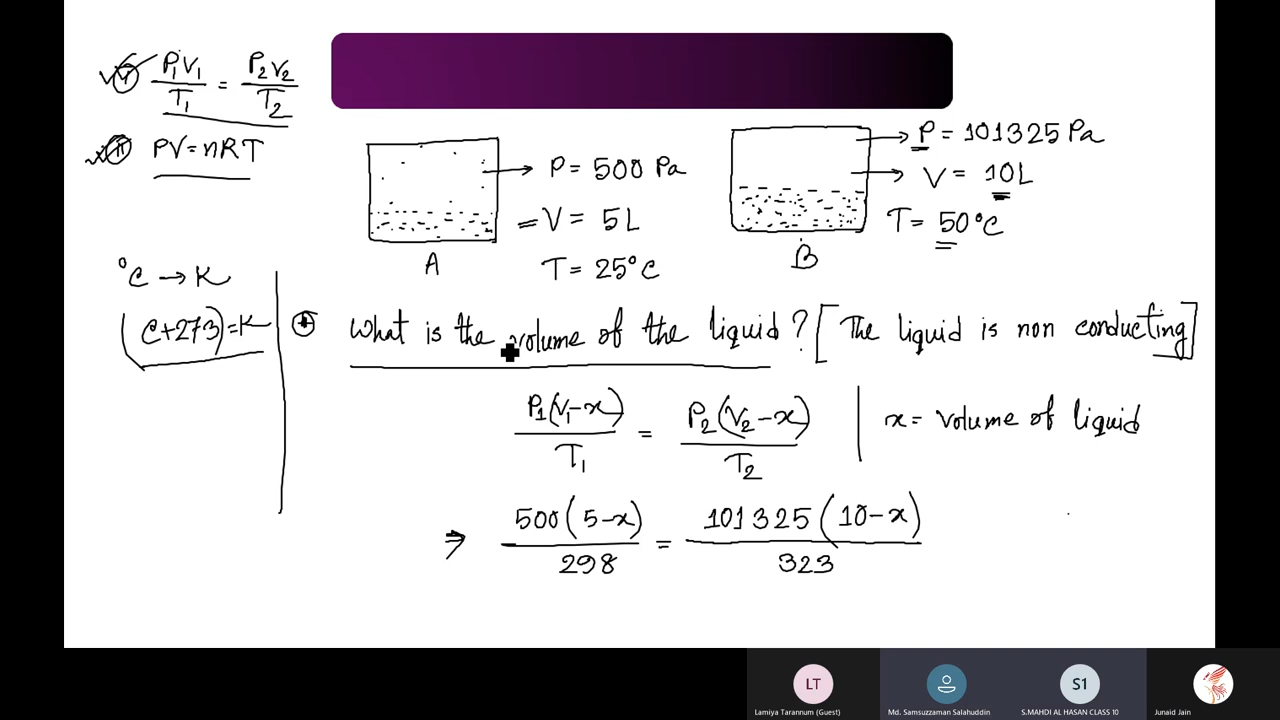 (i) P₁V₁/T₁ = P₂V₂/T₂
(ii) PV = nRT
P = 500 Pa
V = 5L
T = 25°C
A
P = 101325 Pa
V = 10L
T = 50°C
B
°C → K
(C+273) = K
What is the volume of the liquid? [The liquid is non conducting]
P₁(V₁-x)/T₁ = P₂(V₂-x)/T₂
x = volume of liquid
⇒ 500(5-x)/298 = 101325(10-x)/323
LT
S1
Lamiya Tarannum (Guest)
Md. Samsuzzaman Salahuddin
S.MAHDI AL HASAN CLASS 10
Junaid Jain